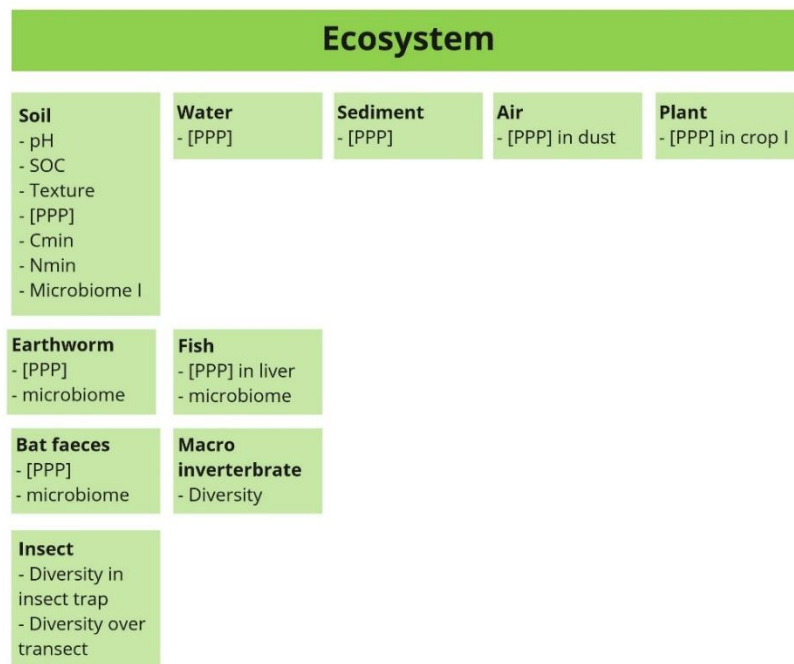 Ecosystem
Soil
- pH
- SOC
- Texture
- [PPP]
- Cmin
- Nmin
- Microbiome I
Water
- [PPP]
Sediment
- [PPP]
Air
- [PPP] in dust
Plant
- [PPP] in crop I
Earthworm
- [PPP]
- microbiome
Fish
- [PPP] in liver
- microbiome
Bat faeces
- [PPP]
- microbiome
Macro
inverterbrate
- Diversity
Insect
- Diversity in
insect trap
- Diversity over
transect